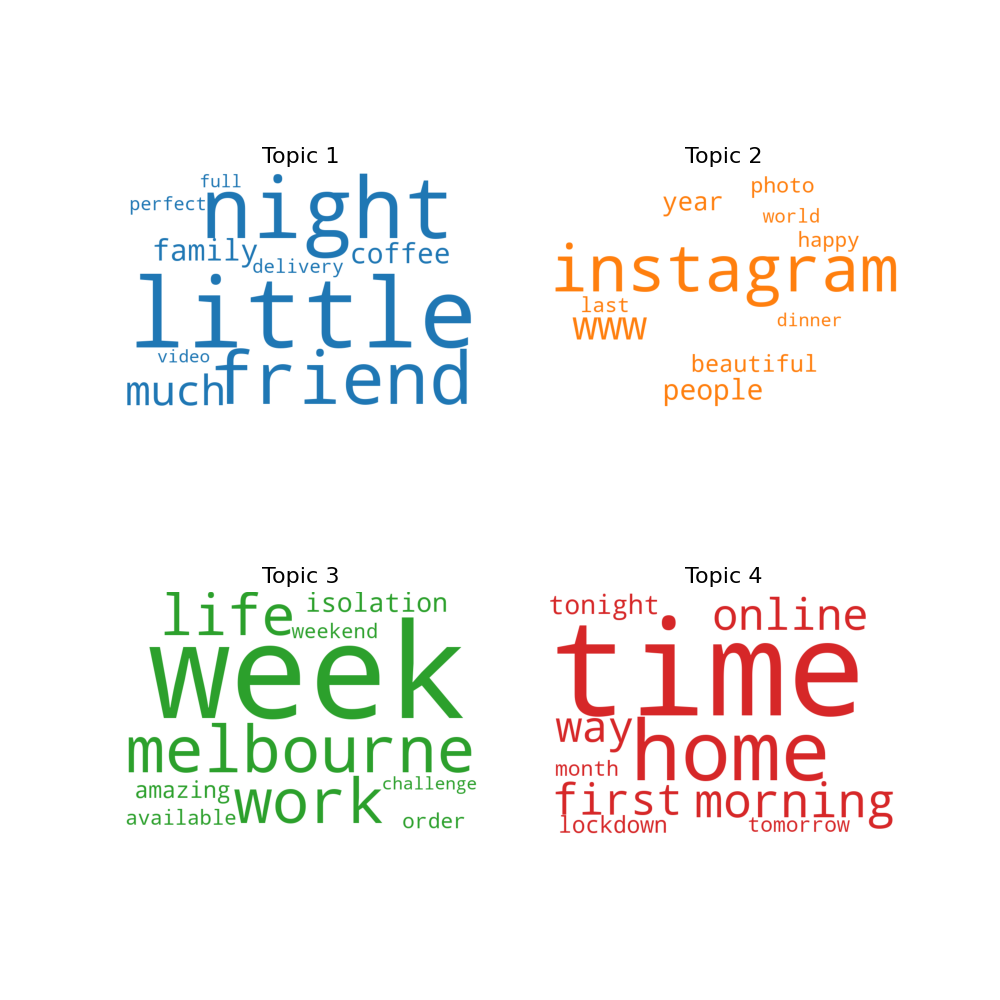 Topic 1
full
night
perfect
family
coffee
delivery
little
video
friend
much
Topic 2
photo
year
world
happy
instagram
last
www
dinner
beautiful
people
Topic 3
life
isolation
weekend
week
melbourne
amazing
work
challenge
available
order
Topic 4
tonight
online
time
way
home
month
first
morning
lockdown
tomorrow